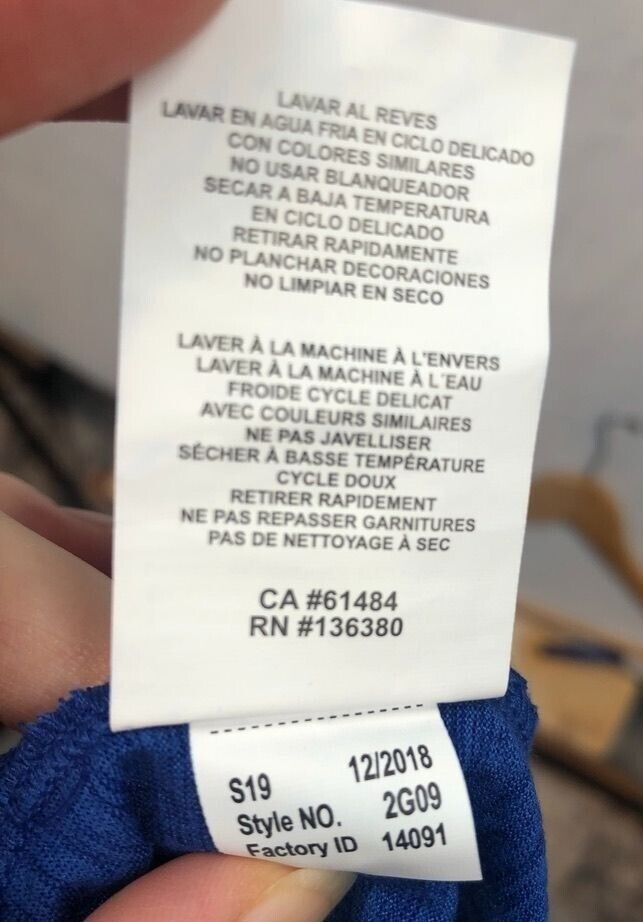 LAVAR AL REVES
LAVAR EN AGUA FRIA EN CICLO DELICADO
CON COLORES SIMILARES
NO USAR BLANQUEADOR
SECAR A BAJA TEMPERATURA
EN CICLO DELICADO
RETIRAR RAPIDAMENTE
NO PLANCHAR DECORACIONES
NO LIMPIAR EN SECO
LAVER À LA MACHINE À L'ENVERS
LAVER À LA MACHINE À L´EAU
FROIDE CYCLE DELICAT
AVEC COULEURS SIMILAIRES
NE PAS JAVELLISER
SÉCHER À BASSE TEMPÉRATURE
CYCLE DOUX
RETIRER RAPIDEMENT
NE PAS REPASSER GARNITURES
PAS DE NETTOYAGE À SEC
CA #61484
RN #136380
S19 12/2018
Style NO. 2G09
Factory ID 14091